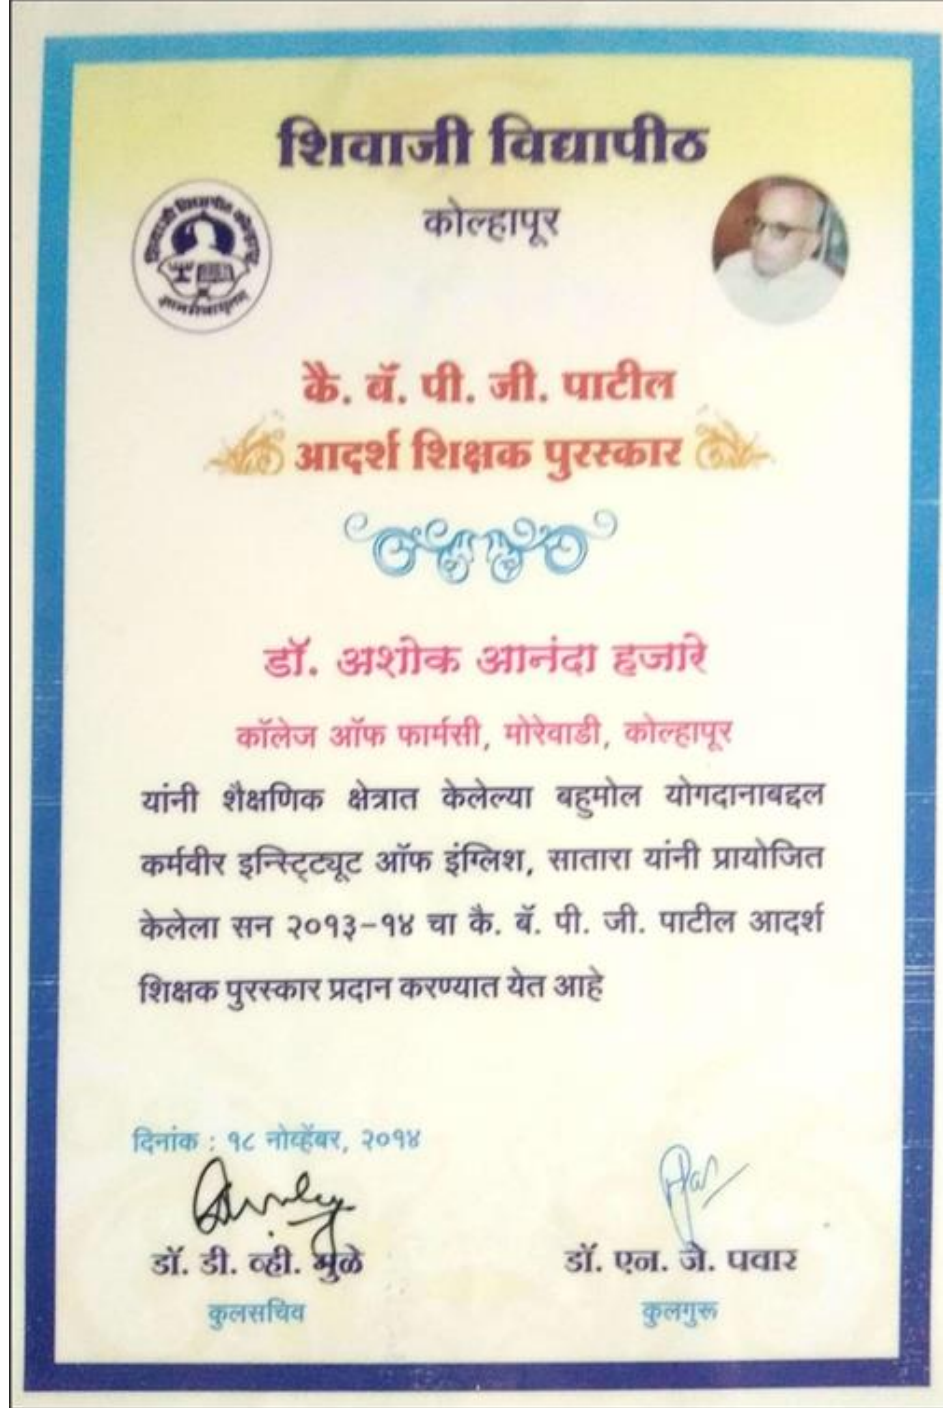 शिवाजी विद्यापीठ
कोल्हापूर
कै. बॅ. पी. जी. पाटील
आदर्श शिक्षक पुरस्कार
डॉ. अशोक आनंदा हजारे
कॉलेज ऑफ फार्मसी, मोरेवाडी, कोल्हापूर
यांनी शैक्षणिक क्षेत्रात केलेल्या बहुमोल योगदानाबद्दल
कर्मवीर इन्स्टिट्यूट ऑफ इंग्लिश, सातारा यांनी प्रायोजित
केलेला सन २०१३-१४ चा कै. बॅ. पी. जी. पाटील आदर्श
शिक्षक पुरस्कार प्रदान करण्यात येत आहे
दिनांक : १८ नोव्हेंबर, २०१४
डॉ. डी. व्ही. मुळे
डॉ. एन. जे. पवार
कुलसचिव
कुलगुरू